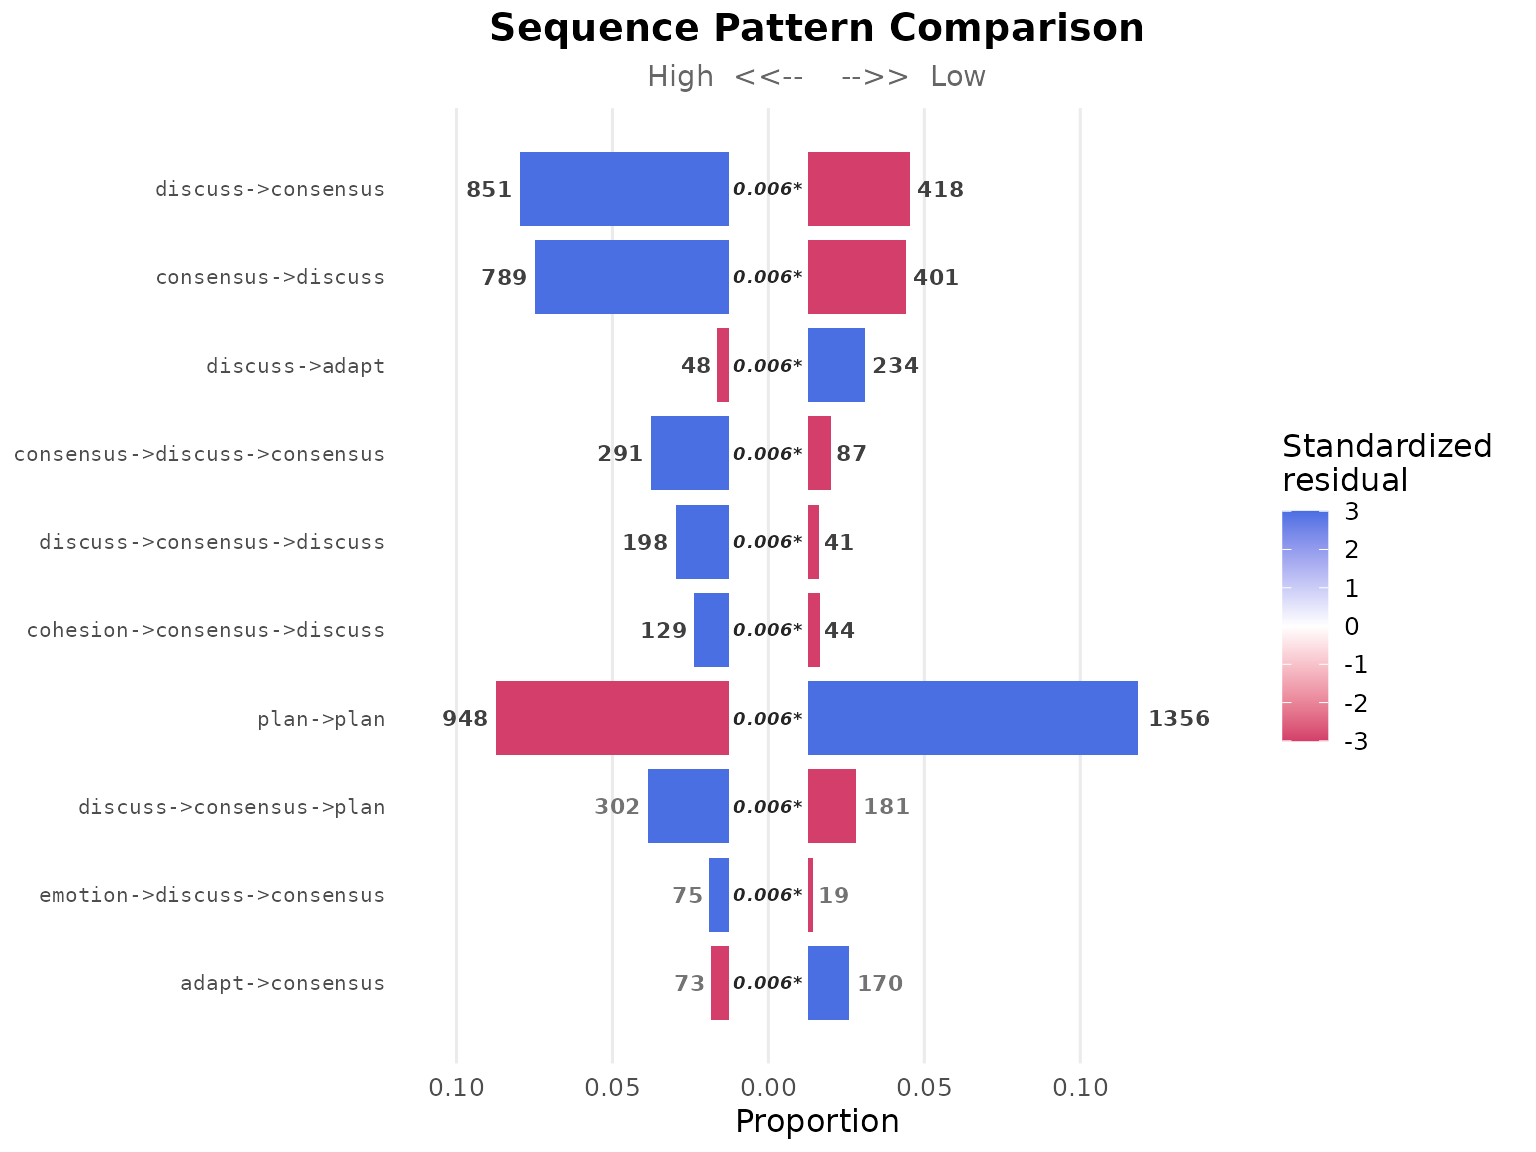 Sequence Pattern Comparison
High <<-- -->> Low
discuss->consensus 851 0.006* 418
consensus->discuss 789 0.006* 401
discuss->adapt 48 0.006* 234
consensus->discuss->consensus 291 0.006* 87
discuss->consensus->discuss 198 0.006* 41
cohesion->consensus->discuss 129 0.006* 44
plan->plan 948 0.006* 1356
discuss->consensus->plan 302 0.006* 181
emotion->discuss->consensus 75 0.006* 19
adapt->consensus 73 0.006* 170
0.10 0.05 0.00 0.05 0.10
Proportion
Standardized
residual
3
2
1
0
-1
-2
-3